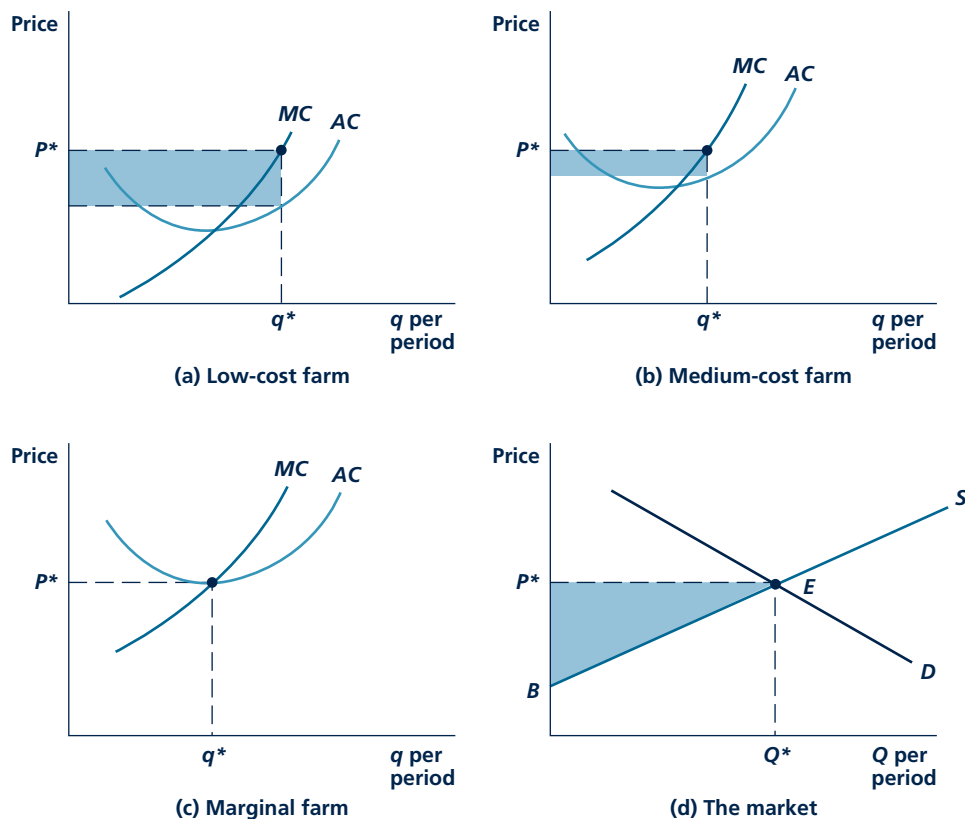 Price
MC
AC
P*
q*
q per
period
(a) Low-cost farm
Price
MC
AC
P*
q*
q per
period
(b) Medium-cost farm
Price
MC
AC
P*
q*
q per
period
(c) Marginal farm
Price
S
P*
E
B
D
Q*
Q per
period
(d) The market